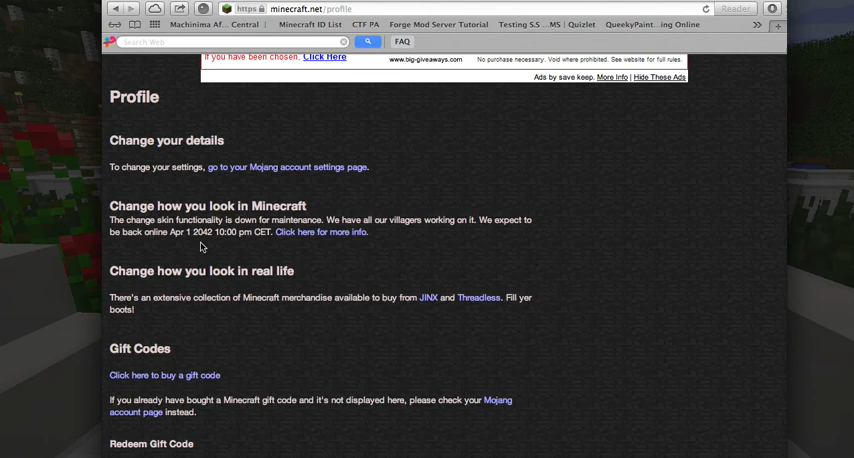 https minecraft.net/profile Reader
Machinima Af... Central Minecraft ID List CTF PA Forge Mod Server Tutorial Testing S.S ...MS | Quizlet QueekyPaint....ing Online
Search Web FAQ
If you have been chosen, Click Here www.big-giveaways.com No purchase necessary. Void where prohibited. See website for full rules.
Ads by save keep. More Info | Hide These Ads
Profile
Change your details
To change your settings, go to your Mojang account settings page.
Change how you look in Minecraft
The change skin functionality is down for maintenance. We have all our villagers working on it. We expect to
be back online Apr 1 2042 10:00 pm CET. Click here for more info.
Change how you look in real life
There's an extensive collection of Minecraft merchandise available to buy from JINX and Threadless. Fill yer
boots!
Gift Codes
Click here to buy a gift code
If you already have bought a Minecraft gift code and it's not displayed here, please check your Mojang
account page instead.
Redeem Gift Code